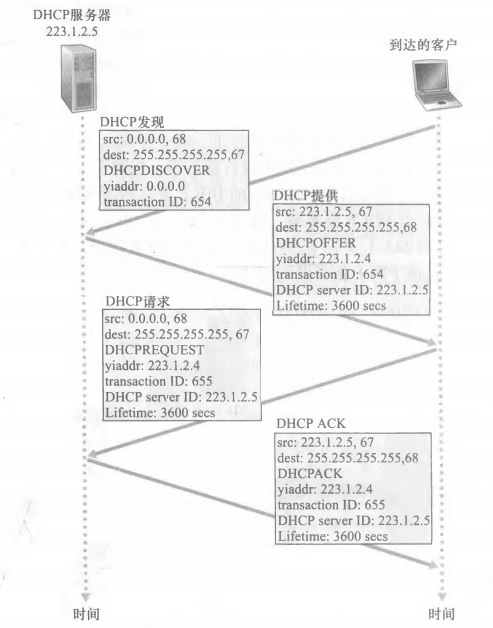 DHCP服务器
223.1.2.5
到达的客户
DHCP发现
src: 0.0.0.0, 68
dest: 255.255.255.255,67
DHCPDISCOVER
yiaddr: 0.0.0.0
transaction ID: 654
DHCP提供
src: 223.1.2.5, 67
dest: 255.255.255.255,68
DHCPOFFER
yiaddr: 223.1.2.4
transaction ID: 654
DHCP server ID: 223.1.2.5
Lifetime: 3600 secs
DHCP请求
src: 0.0.0.0, 68
dest: 255.255.255.255, 67
DHCPREQUEST
yiaddr: 223.1.2.4
transaction ID: 655
DHCP server ID: 223.1.2.5
Lifetime: 3600 secs
DHCP ACK
src: 223.1.2.5, 67
dest: 255.255.255.255,68
DHCPACK
yiaddr: 223.1.2.4
transaction ID: 655
DHCP server ID: 223.1.2.5
Lifetime: 3600 secs
时间
时间